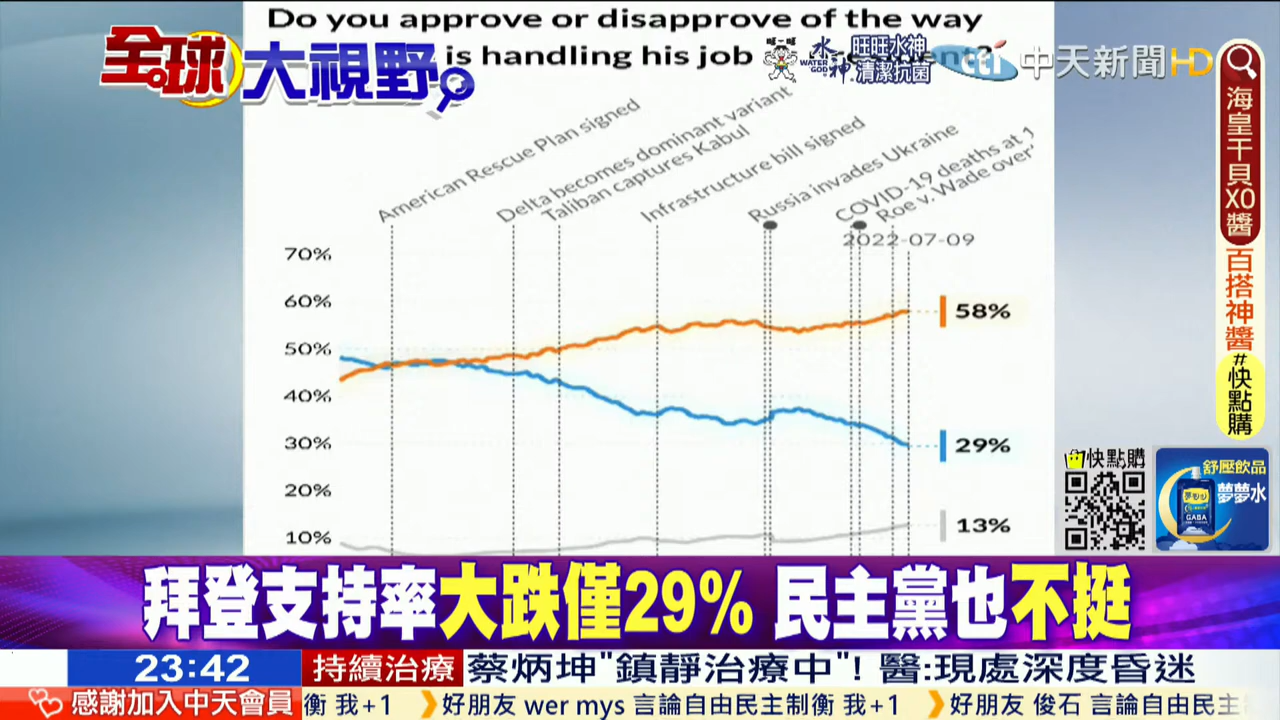 Do you approve or disapprove of the way
is handling his job
全球大視野
旺旺水神
清潔抗菌
水神
WATER GOD
cti 中天新聞HD
American Rescue Plan signed
Delta becomes dominant variant
Taliban captures Kabul
Infrastructure bill signed
Russia invades Ukraine
COVID-19 deaths at 1
Roe v. Wade over
2022-07-09
70%
60%
50%
40%
30%
20%
10%
58%
29%
13%
海皇干貝XO醬
百搭神醬
#快點購
快點購
舒壓飲品
夢夢水
GABA
拜登支持率大跌僅29% 民主黨也不挺
23:42 持續治療 蔡炳坤"鎮靜治療中"! 醫:現處深度昏迷
感謝加入中天會員 衡 我+1 好朋友 wer mys 言論自由民主制衡 我+1 好朋友 俊石 言論自由民主